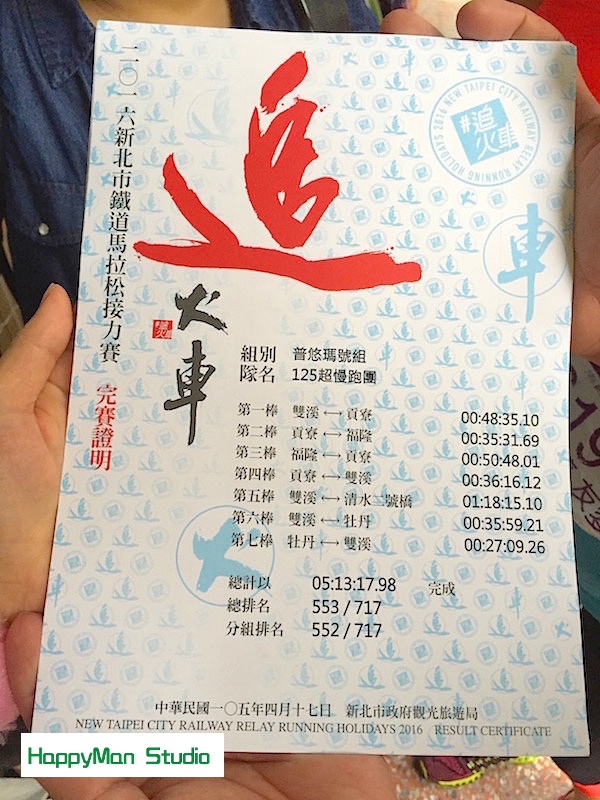 二〇一六新北市鐵道馬拉松接力賽 完賽證明
追
火車
#追火車
2016 NEW TAIPEI CITY RAILWAY RELAY RUNNING HOLIDAYS
車
火
組別 普悠瑪號組
隊名 125超慢跑團
第一棒 雙溪 ←→ 貢寮 00:48:35.10
第二棒 貢寮 ←→ 福隆 00:35:31.69
第三棒 福隆 ←→ 貢寮 00:50:48.01
第四棒 貢寮 ←→ 雙溪 00:36:16.12
第五棒 雙溪 ←→ 清水二號橋 01:18:15.10
第六棒 雙溪 ←→ 牡丹 00:35:59.21
第七棒 牡丹 ←→ 雙溪 00:27:09.26
總計以 05:13:17.98 完成
總排名 553 / 717
分組排名 552 / 717
中華民國一〇五年四月十七日 新北市政府觀光旅遊局
NEW TAIPEI CITY RAILWAY RELAY RUNNING HOLIDAYS 2016 RESULT CERTIFICATE
HappyMan Studio